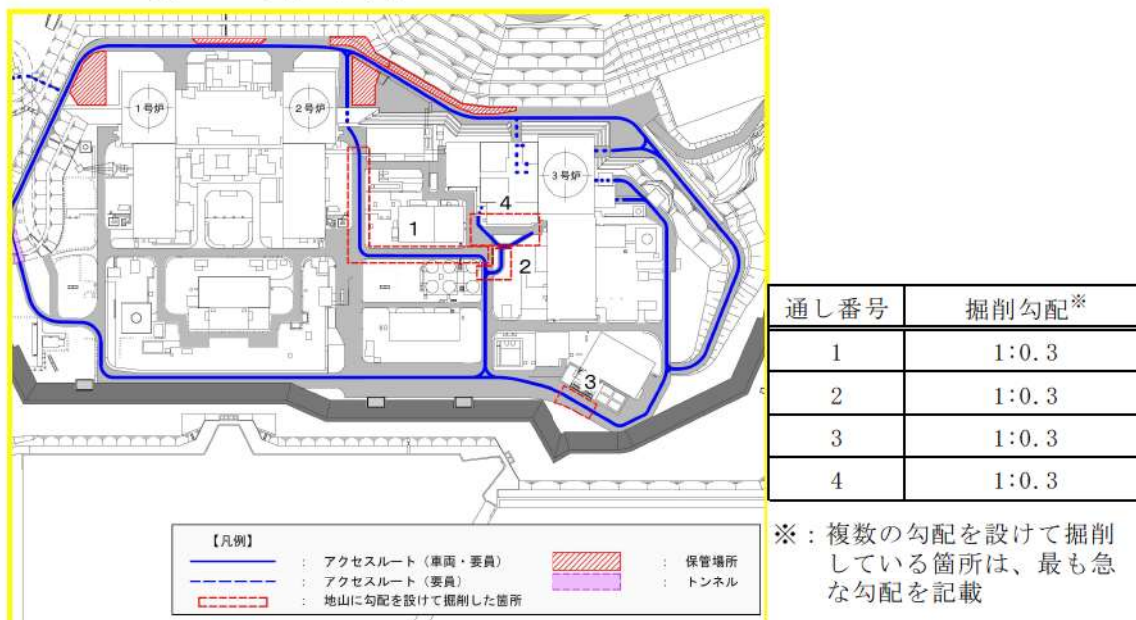 1号炉
2号炉
3号炉
4
1
2
3
【凡例】
: アクセスルート（車両・要員）
: アクセスルート（要員）
: 地山に勾配を設けて掘削した箇所
: 保管場所
: トンネル
通し番号 掘削勾配※
1 1:0.3
2 1:0.3
3 1:0.3
4 1:0.3
※：複数の勾配を設けて掘削
している箇所は、最も急
な勾配を記載